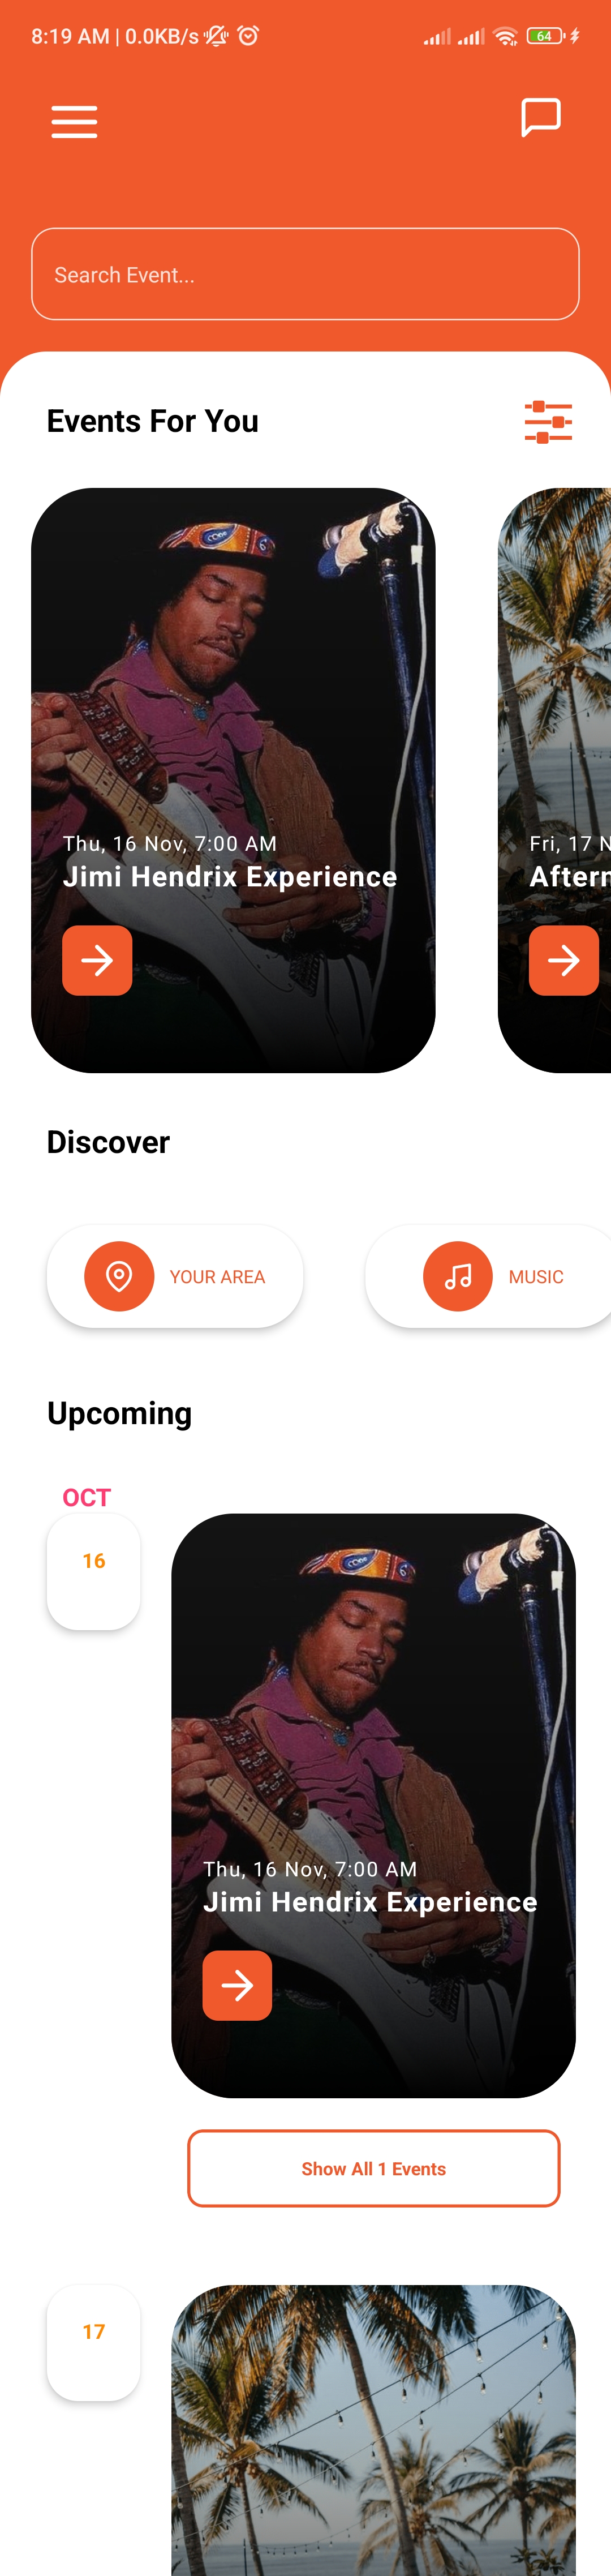 8:19 AM | 0.0KB/s
64
Search Event...
Events For You
Thu, 16 Nov, 7:00 AM
Jimi Hendrix Experience
Fri, 17 N
Aftern
Discover
YOUR AREA
MUSIC
Upcoming
OCT
16
Thu, 16 Nov, 7:00 AM
Jimi Hendrix Experience
Show All 1 Events
17